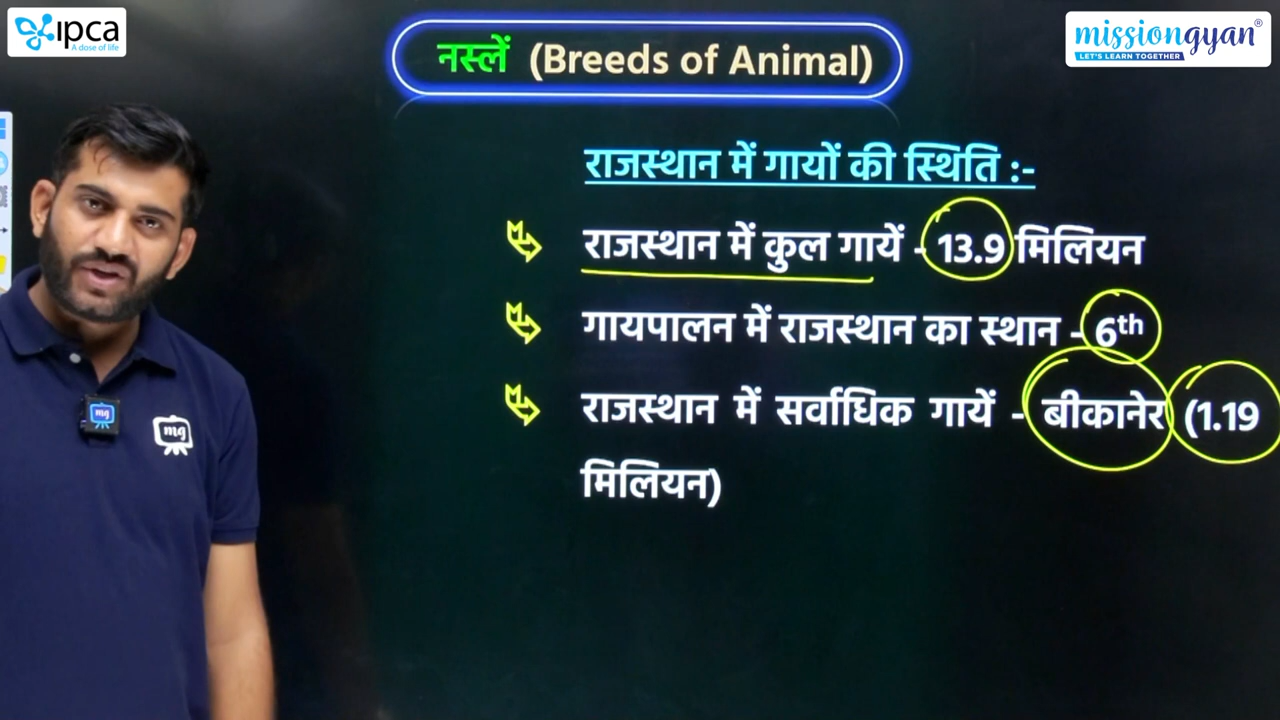 ipca
A dose of life
missiongyan®
LET'S LEARN TOGETHER
नस्लें (Breeds of Animal)
राजस्थान में गायों की स्थिति :-
राजस्थान में कुल गायें - 13.9 मिलियन
गायपालन में राजस्थान का स्थान - 6th
राजस्थान में सर्वाधिक गायें - बीकानेर (1.19
मिलियन)
mg
mg